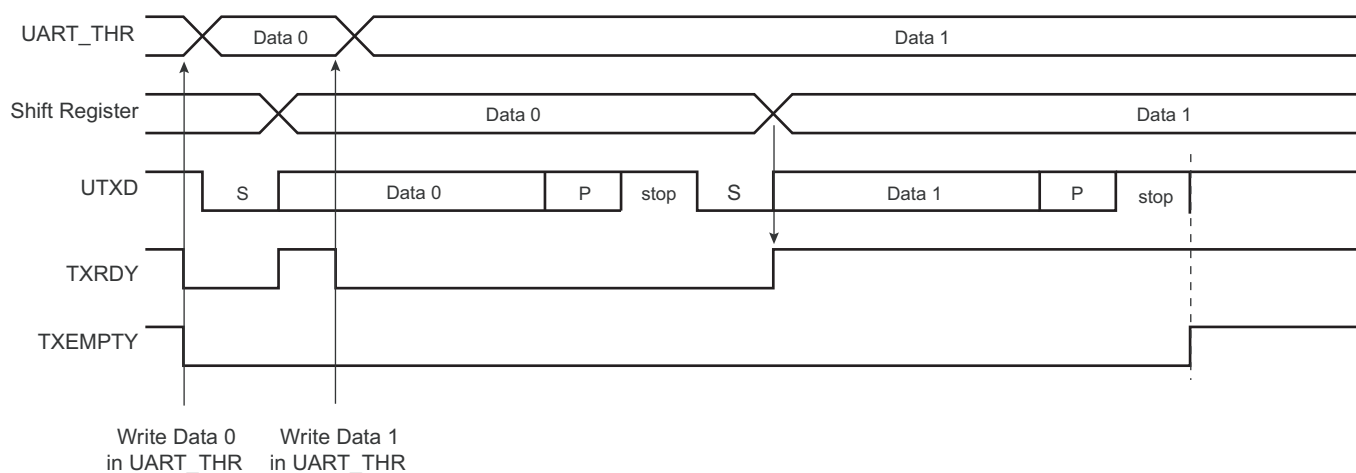 UART_THR
Data 0
Data 1
Shift Register
Data 0
Data 1
UTXD
S
Data 0
P
stop
S
Data 1
P
stop
TXRDY
TXEMPTY
Write Data 0
in UART_THR
Write Data 1
in UART_THR